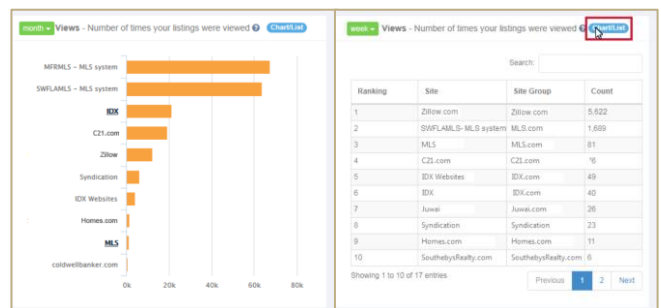 month Views - Number of times your listings were viewed ? Chart/List
MFRMLS - MLS system
SWFLAMLS - MLS system
IDX
C21.com
Zillow
Syndication
IDX Websites
Homes.com
MLS
coldwellbanker.com
0k 20k 40k 60k 80k
week Views - Number of times your listings were viewed ? Chart/List
Search:
Ranking Site Site Group Count
1 Zillow.com Zillow.com 5,622
2 SWFLAMLS- MLS system MLS.com 1,689
3 MLS MLS.com 81
4 C21.com C21.com
5 IDX Websites IDX.com 49
6 IDX IDX.com 40
7 Juwai Juwai.com 26
8 Syndication Syndication 23
9 Homes.com Homes.com 11
10 SouthebysRealty.com SouthebysRealty.com 6
Showing 1 to 10 of 17 entries
Previous 1 2 Next